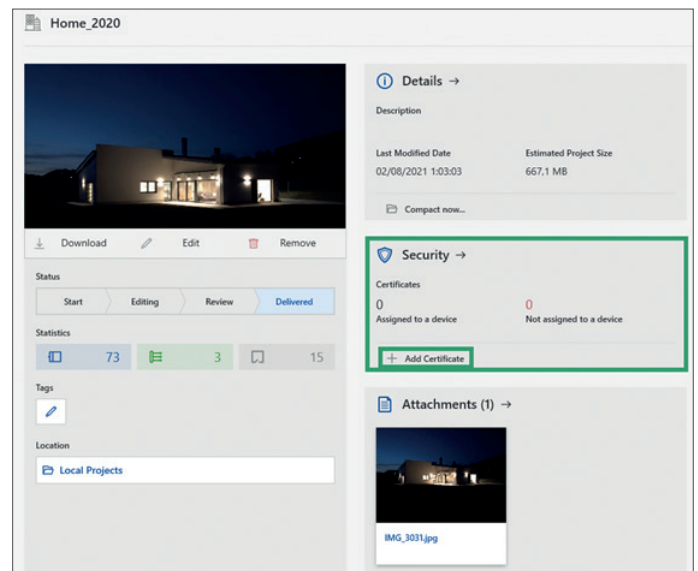 Home_2020
Download
Edit
Remove
Status
Start
Editing
Review
Delivered
Statistics
73
3
15
Tags
Location
Local Projects
Details →
Description
Last Modified Date
Estimated Project Size
02/08/2021 1:03:03
667,1 MB
Compact now...
Security →
Certificates
0
0
Assigned to a device
Not assigned to a device
+ Add Certificate
Attachments (1) →
IMG_3031.jpg